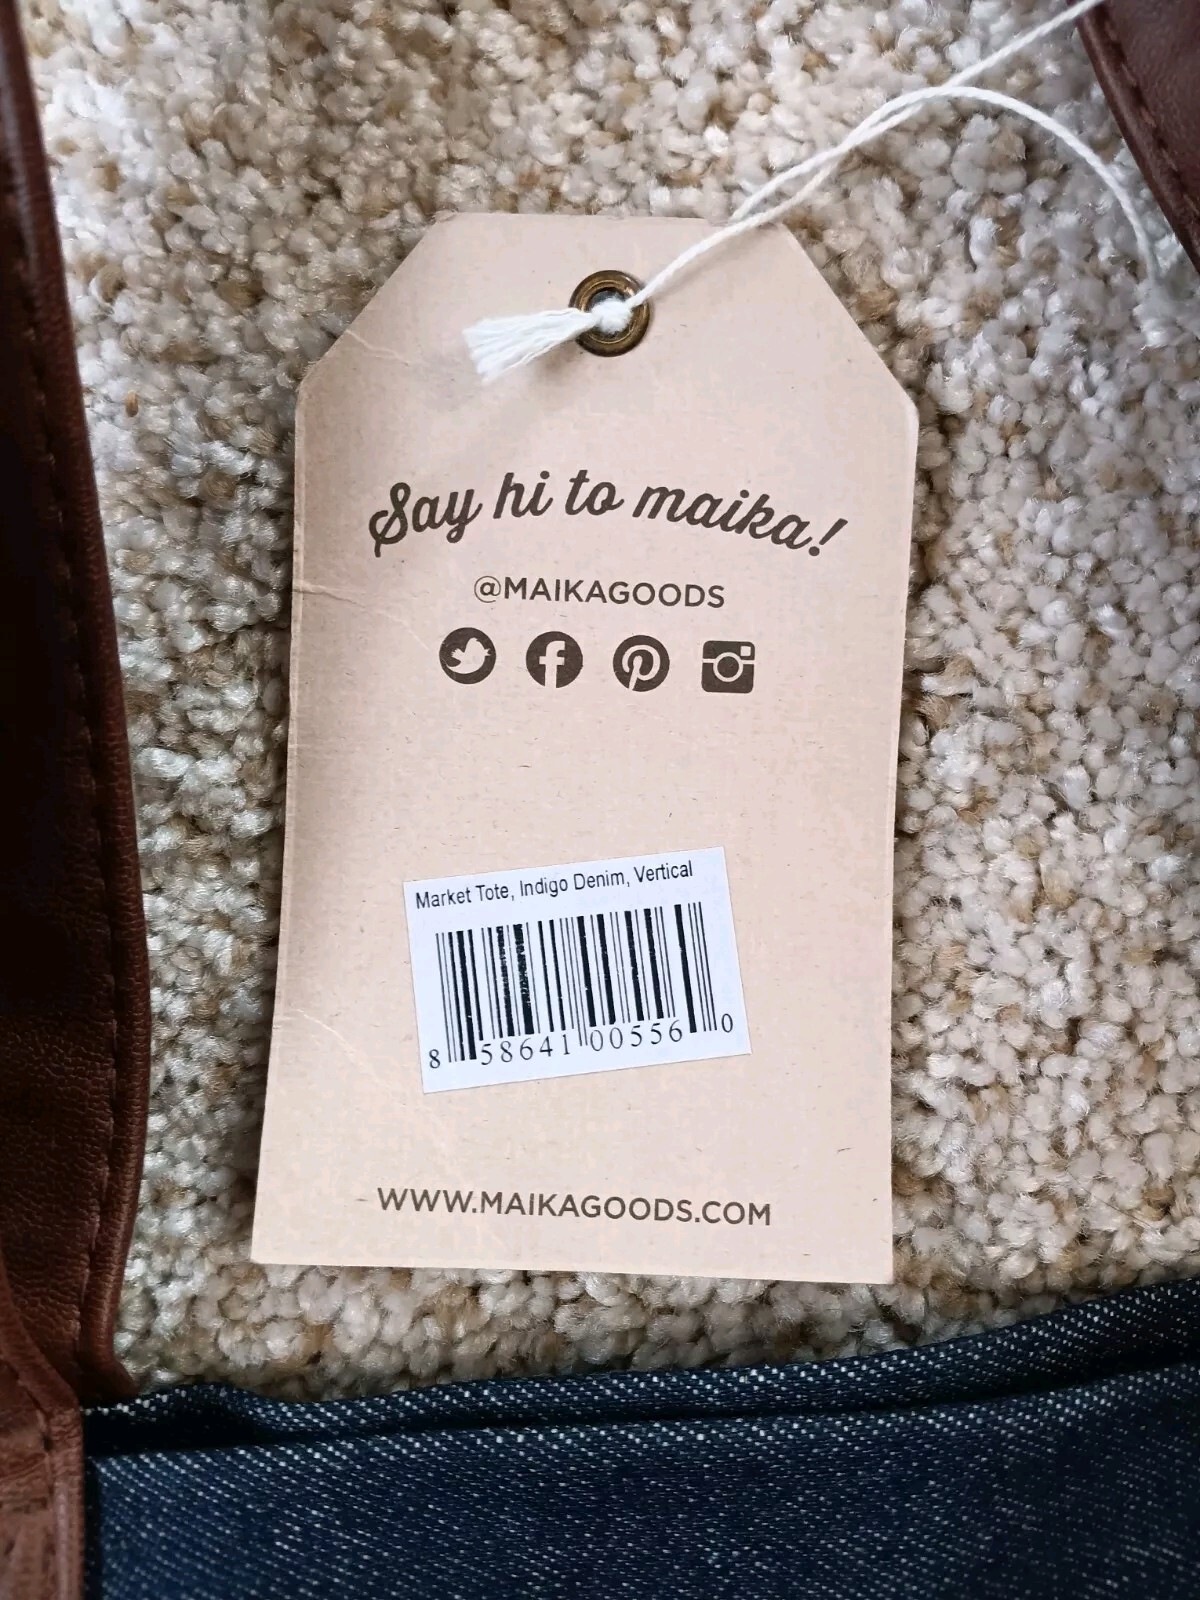 Say hi to maika!
@MAIKAGOODS
Market Tote, Indigo Denim, Vertical
8 58641 00556 0
WWW.MAIKAGOODS.COM